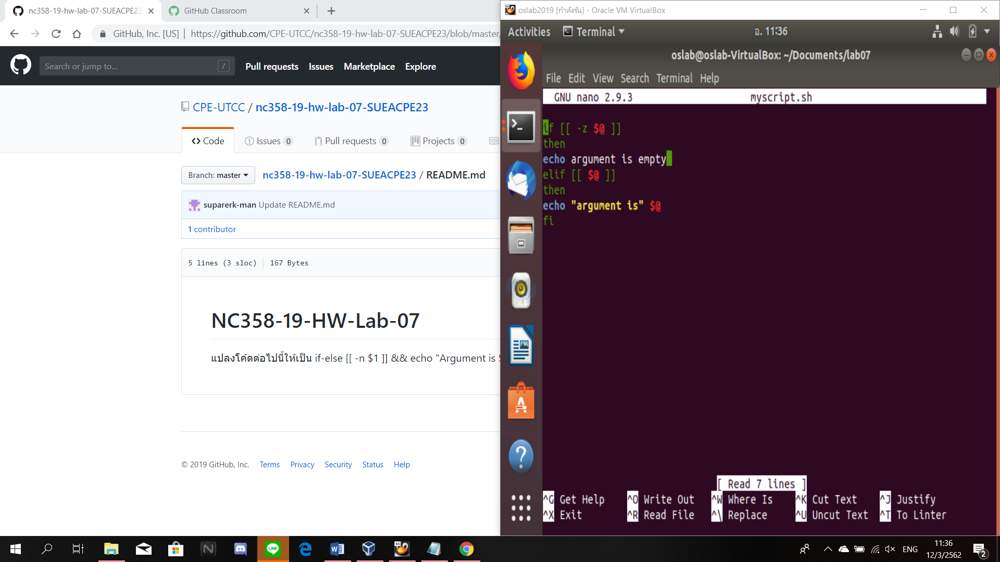 nc358-19-hw-lab-07-SUEACPE23
GitHub Classroom
GitHub, Inc. [US] | https://github.com/CPE-UTCC/nc358-19-hw-lab-07-SUEACPE23/blob/master/
Search or jump to...
/
Pull requests
Issues
Marketplace
Explore
CPE-UTCC / nc358-19-hw-lab-07-SUEACPE23
Code
Issues 0
Pull requests 0
Projects 0
Branch: master
nc358-19-hw-lab-07-SUEACPE23 / README.md
suparerk-man Update README.md
1 contributor
5 lines (3 sloc)
167 Bytes
NC358-19-HW-Lab-07
แปลงโค้ดต่อไปนี้ให้เป็น if-else [[ -n $1 ]] && echo "Argument is
© 2019 GitHub, Inc.
Terms
Privacy
Security
Status
Help
oslab2019 [กำลังรัน] - Oracle VM VirtualBox
Activities
Terminal
อ. 11:36
oslab@oslab-VirtualBox: ~/Documents/lab07
File Edit View Search Terminal Help
GNU nano 2.9.3
myscript.sh
if [[ -z $@ ]]
then
echo argument is empty
elif [[ $@ ]]
then
echo "argument is" $@
fi
[ Read 7 lines ]
^G Get Help ^O Write Out ^W Where Is ^K Cut Text ^J Justify
^X Exit ^R Read File ^\ Replace ^U Uncut Text ^T To Linter
LINE
ENG
11:36
12/3/2562
2